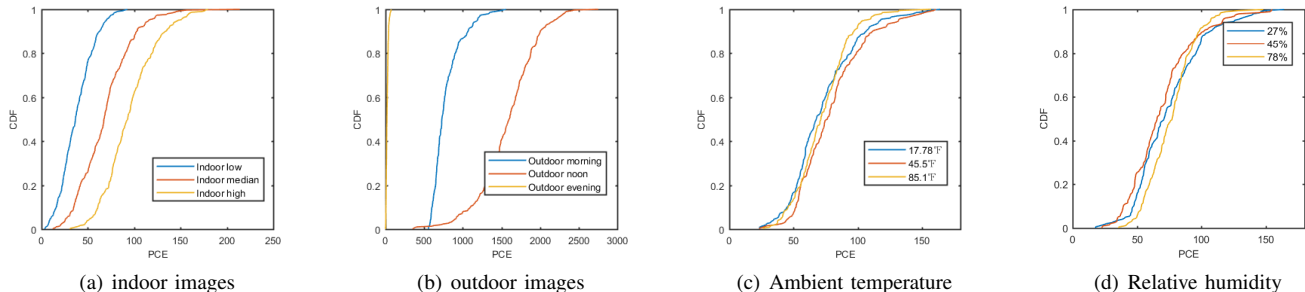 1
0.8
0.6
0.4
0.2
0
CDF
0 50 100 150 200 250
PCE
Indoor low
Indoor median
Indoor high
(a) indoor images
1
0.8
0.6
0.4
0.2
0
CDF
0 500 1000 1500 2000 2500 3000
PCE
Outdoor morning
Outdoor noon
Outdoor evening
(b) outdoor images
1
0.8
0.6
0.4
0.2
0
CDF
0 50 100 150
PCE
17.78℉
45.5℉
85.1℉
(c) Ambient temperature
1
0.8
0.6
0.4
0.2
0
CDF
0 50 100 150
PCE
27%
45%
78%
(d) Relative humidity